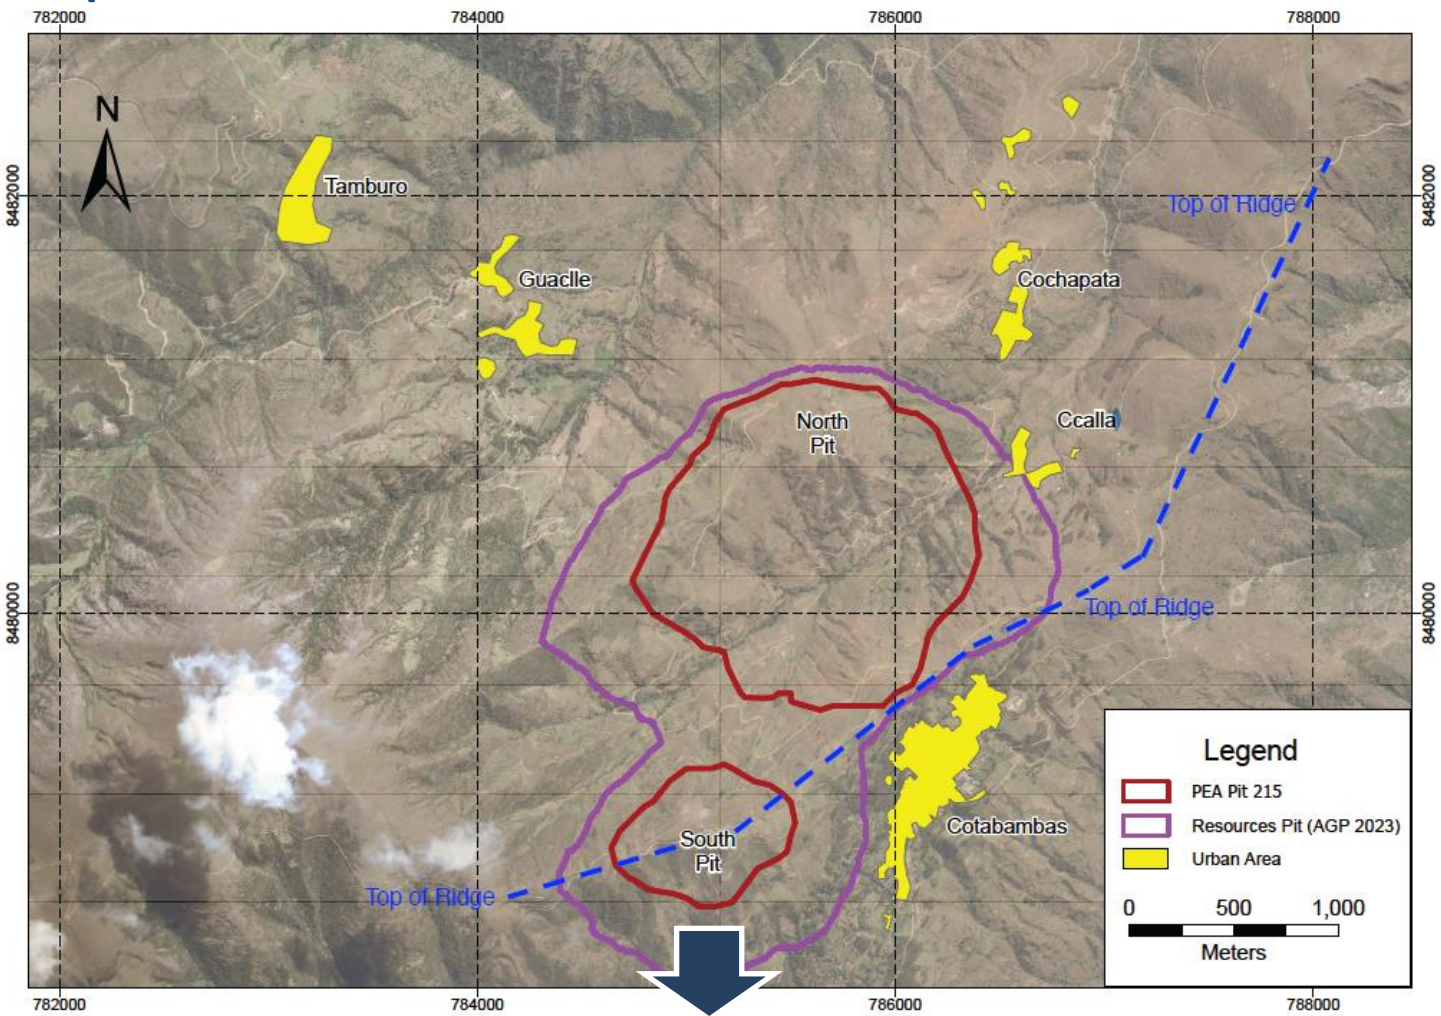 782000
784000
786000
788000
N
8482000
8482000
Tamburo
Top of Ridge
Guaclle
Cochapata
North
Pit
Ccalla
8480000
8480000
Top of Ridge
Legend
PEA Pit 215
Resources Pit (AGP 2023)
Urban Area
0 500 1,000
Meters
Cotabambas
South
Pit
Top of Ridge
782000
784000
786000
788000